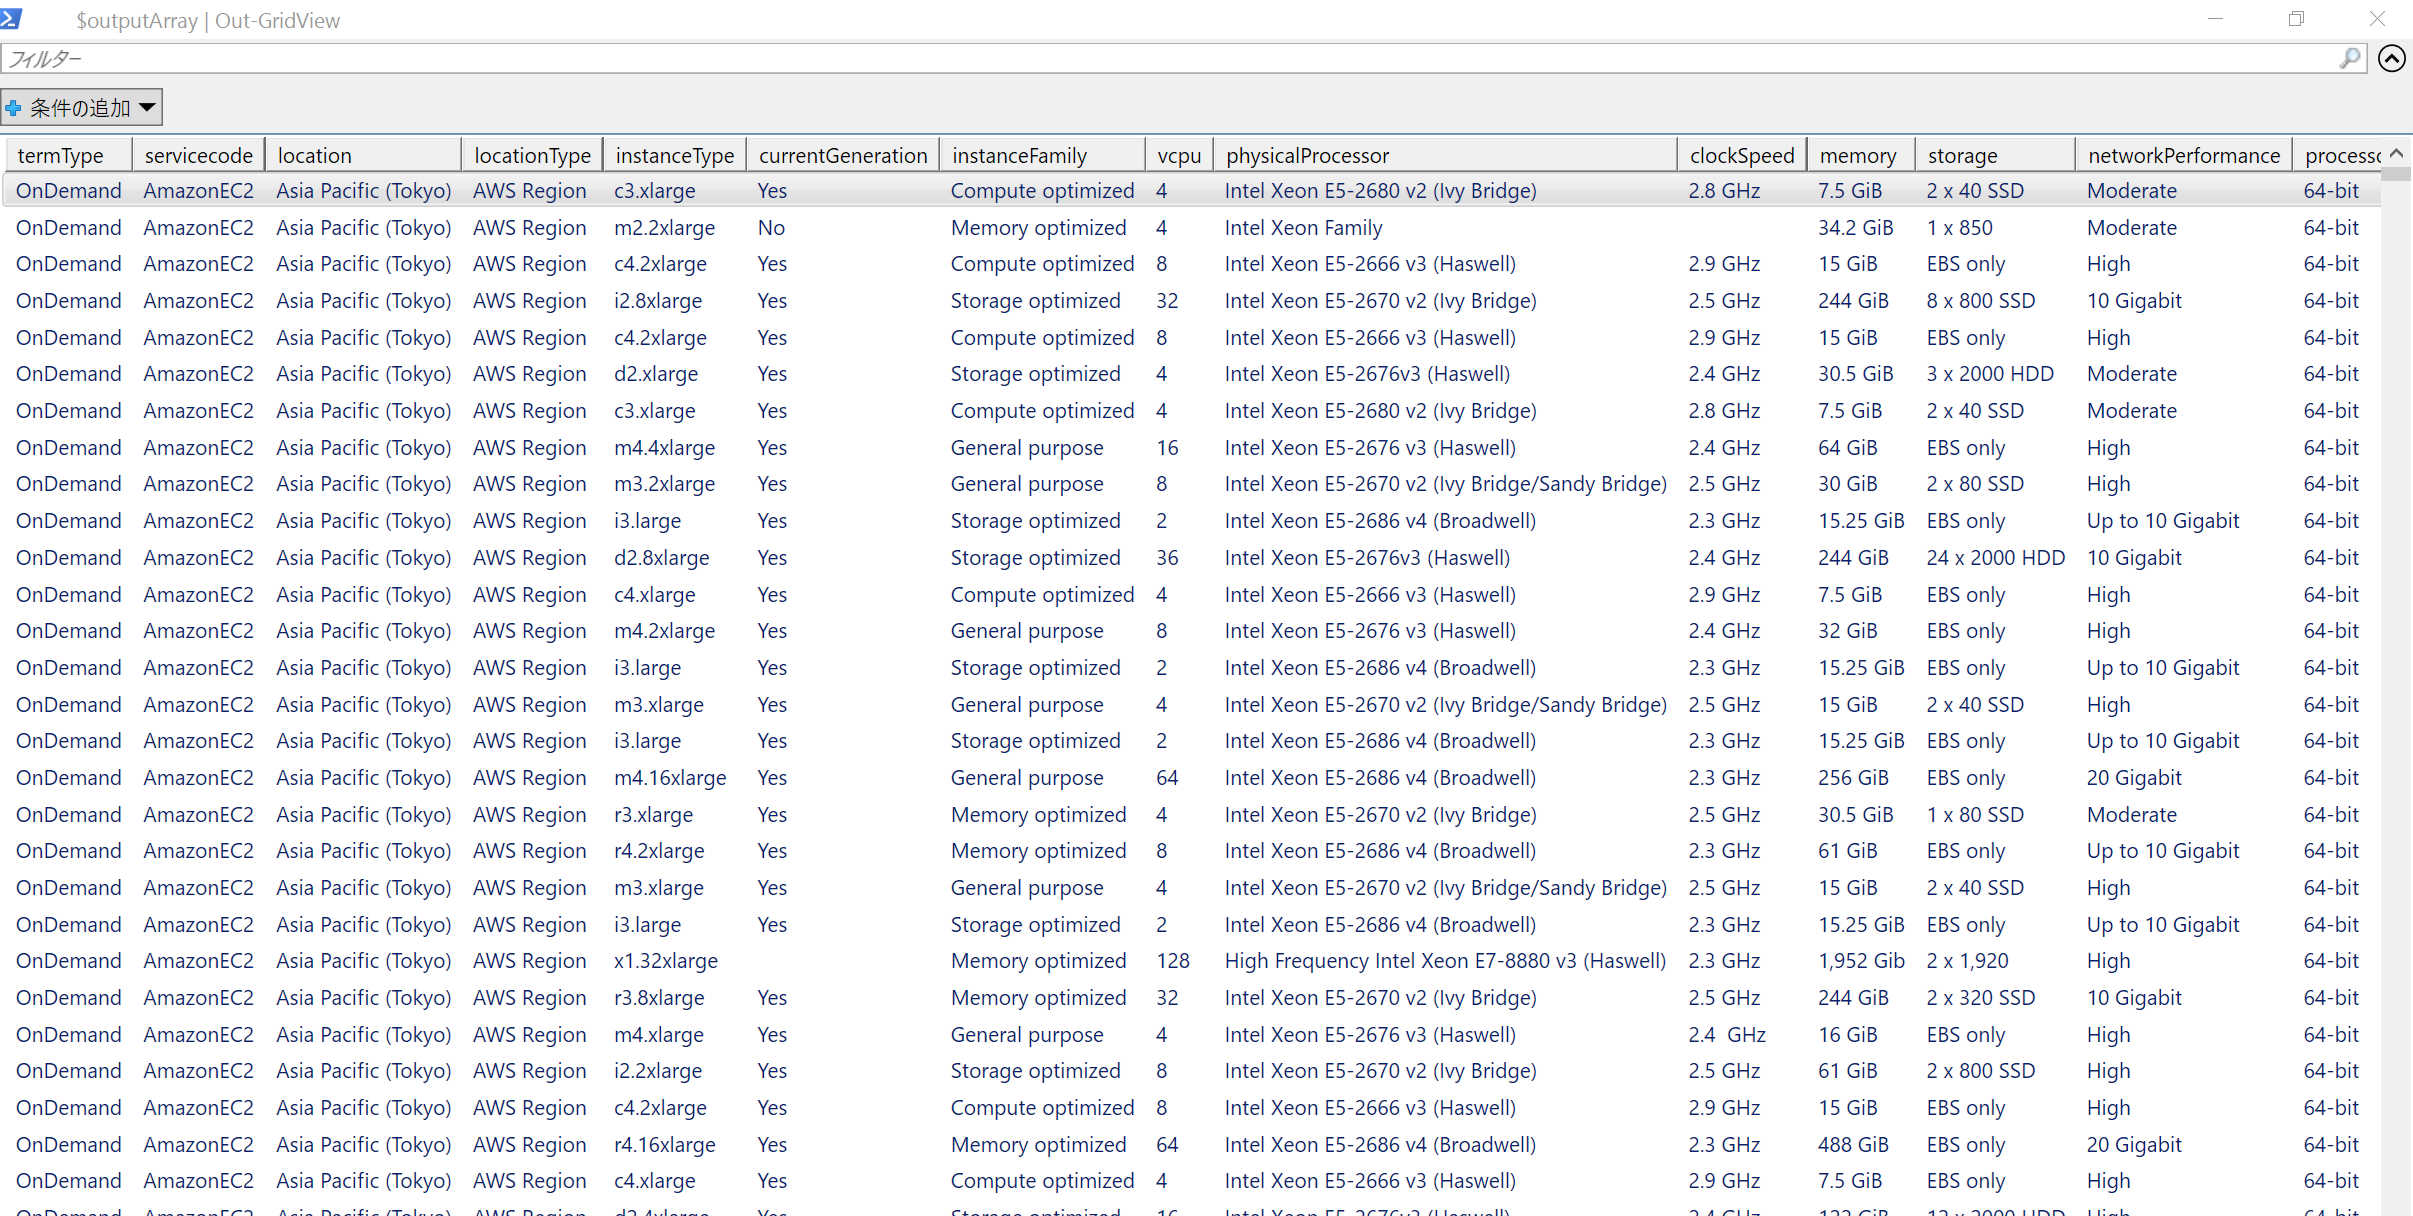 $outputArray | Out-GridView
フィルター
条件の追加
termType servicecode location locationType instanceType currentGeneration instanceFamily vcpu physicalProcessor clockSpeed memory storage networkPerformance
OnDemand AmazonEC2 Asia Pacific (Tokyo) AWS Region c3.xlarge Yes Compute optimized 4 Intel Xeon E5-2680 v2 (Ivy Bridge) 2.8 GHz 7.5 GiB 2 x 40 SSD Moderate 64-bit
OnDemand AmazonEC2 Asia Pacific (Tokyo) AWS Region m2.2xlarge No Memory optimized 4 Intel Xeon Family 34.2 GiB 1 x 850 Moderate 64-bit
OnDemand AmazonEC2 Asia Pacific (Tokyo) AWS Region c4.2xlarge Yes Compute optimized 8 Intel Xeon E5-2666 v3 (Haswell) 2.9 GHz 15 GiB EBS only High 64-bit
OnDemand AmazonEC2 Asia Pacific (Tokyo) AWS Region i2.8xlarge Yes Storage optimized 32 Intel Xeon E5-2670 v2 (Ivy Bridge) 2.5 GHz 244 GiB 8 x 800 SSD 10 Gigabit 64-bit
OnDemand AmazonEC2 Asia Pacific (Tokyo) AWS Region c4.2xlarge Yes Compute optimized 8 Intel Xeon E5-2666 v3 (Haswell) 2.9 GHz 15 GiB EBS only High 64-bit
OnDemand AmazonEC2 Asia Pacific (Tokyo) AWS Region d2.xlarge Yes Storage optimized 4 Intel Xeon E5-2676v3 (Haswell) 2.4 GHz 30.5 GiB 3 x 2000 HDD Moderate 64-bit
OnDemand AmazonEC2 Asia Pacific (Tokyo) AWS Region c3.xlarge Yes Compute optimized 4 Intel Xeon E5-2680 v2 (Ivy Bridge) 2.8 GHz 7.5 GiB 2 x 40 SSD Moderate 64-bit
OnDemand AmazonEC2 Asia Pacific (Tokyo) AWS Region m4.4xlarge Yes General purpose 16 Intel Xeon E5-2676 v3 (Haswell) 2.4 GHz 64 GiB EBS only High 64-bit
OnDemand AmazonEC2 Asia Pacific (Tokyo) AWS Region m3.2xlarge Yes General purpose 8 Intel Xeon E5-2670 v2 (Ivy Bridge/Sandy Bridge) 2.5 GHz 30 GiB 2 x 80 SSD High 64-bit
OnDemand AmazonEC2 Asia Pacific (Tokyo) AWS Region i3.large Yes Storage optimized 2 Intel Xeon E5-2686 v4 (Broadwell) 2.3 GHz 15.25 GiB EBS only Up to 10 Gigabit 64-bit
OnDemand AmazonEC2 Asia Pacific (Tokyo) AWS Region d2.8xlarge Yes Storage optimized 36 Intel Xeon E5-2676v3 (Haswell) 2.4 GHz 244 GiB 24 x 2000 HDD 10 Gigabit 64-bit
OnDemand AmazonEC2 Asia Pacific (Tokyo) AWS Region c4.xlarge Yes Compute optimized 4 Intel Xeon E5-2666 v3 (Haswell) 2.9 GHz 7.5 GiB EBS only High 64-bit
OnDemand AmazonEC2 Asia Pacific (Tokyo) AWS Region m4.2xlarge Yes General purpose 8 Intel Xeon E5-2676 v3 (Haswell) 2.4 GHz 32 GiB EBS only High 64-bit
OnDemand AmazonEC2 Asia Pacific (Tokyo) AWS Region i3.large Yes Storage optimized 2 Intel Xeon E5-2686 v4 (Broadwell) 2.3 GHz 15.25 GiB EBS only Up to 10 Gigabit 64-bit
OnDemand AmazonEC2 Asia Pacific (Tokyo) AWS Region m3.xlarge Yes General purpose 4 Intel Xeon E5-2670 v2 (Ivy Bridge/Sandy Bridge) 2.5 GHz 15 GiB 2 x 40 SSD High 64-bit
OnDemand AmazonEC2 Asia Pacific (Tokyo) AWS Region i3.large Yes Storage optimized 2 Intel Xeon E5-2686 v4 (Broadwell) 2.3 GHz 15.25 GiB EBS only Up to 10 Gigabit 64-bit
OnDemand AmazonEC2 Asia Pacific (Tokyo) AWS Region m4.16xlarge Yes General purpose 64 Intel Xeon E5-2686 v4 (Broadwell) 2.3 GHz 256 GiB EBS only 20 Gigabit 64-bit
OnDemand AmazonEC2 Asia Pacific (Tokyo) AWS Region r3.xlarge Yes Memory optimized 4 Intel Xeon E5-2670 v2 (Ivy Bridge) 2.5 GHz 30.5 GiB 1 x 80 SSD Moderate 64-bit
OnDemand AmazonEC2 Asia Pacific (Tokyo) AWS Region r4.2xlarge Yes Memory optimized 8 Intel Xeon E5-2686 v4 (Broadwell) 2.3 GHz 61 GiB EBS only Up to 10 Gigabit 64-bit
OnDemand AmazonEC2 Asia Pacific (Tokyo) AWS Region m3.xlarge Yes General purpose 4 Intel Xeon E5-2670 v2 (Ivy Bridge/Sandy Bridge) 2.5 GHz 15 GiB 2 x 40 SSD High 64-bit
OnDemand AmazonEC2 Asia Pacific (Tokyo) AWS Region i3.large Yes Storage optimized 2 Intel Xeon E5-2686 v4 (Broadwell) 2.3 GHz 15.25 GiB EBS only Up to 10 Gigabit 64-bit
OnDemand AmazonEC2 Asia Pacific (Tokyo) AWS Region x1.32xlarge Memory optimized 128 High Frequency Intel Xeon E7-8880 v3 (Haswell) 2.3 GHz 1,952 Gib 2 x 1,920 High 64-bit
OnDemand AmazonEC2 Asia Pacific (Tokyo) AWS Region r3.8xlarge Yes Memory optimized 32 Intel Xeon E5-2670 v2 (Ivy Bridge) 2.5 GHz 244 GiB 2 x 320 SSD 10 Gigabit 64-bit
OnDemand AmazonEC2 Asia Pacific (Tokyo) AWS Region m4.xlarge Yes General purpose 4 Intel Xeon E5-2676 v3 (Haswell) 2.4 GHz 16 GiB EBS only High 64-bit
OnDemand AmazonEC2 Asia Pacific (Tokyo) AWS Region i2.2xlarge Yes Storage optimized 8 Intel Xeon E5-2670 v2 (Ivy Bridge) 2.5 GHz 61 GiB 2 x 800 SSD High 64-bit
OnDemand AmazonEC2 Asia Pacific (Tokyo) AWS Region c4.2xlarge Yes Compute optimized 8 Intel Xeon E5-2666 v3 (Haswell) 2.9 GHz 15 GiB EBS only High 64-bit
OnDemand AmazonEC2 Asia Pacific (Tokyo) AWS Region r4.16xlarge Yes Memory optimized 64 Intel Xeon E5-2686 v4 (Broadwell) 2.3 GHz 488 GiB EBS only 20 Gigabit 64-bit
OnDemand AmazonEC2 Asia Pacific (Tokyo) AWS Region c4.xlarge Yes Compute optimized 4 Intel Xeon E5-2666 v3 (Haswell) 2.9 GHz 7.5 GiB EBS only High 64-bit